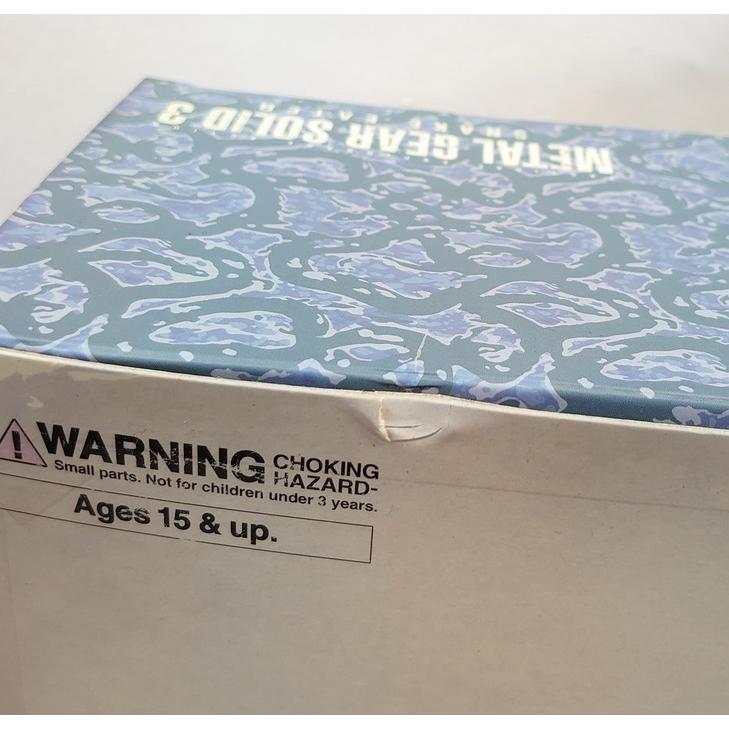 METAL GEAR SOLID 3
SNAKE EATER
! WARNING CHOKING HAZARD-
Small parts. Not for children under 3 years.
Ages 15 & up.